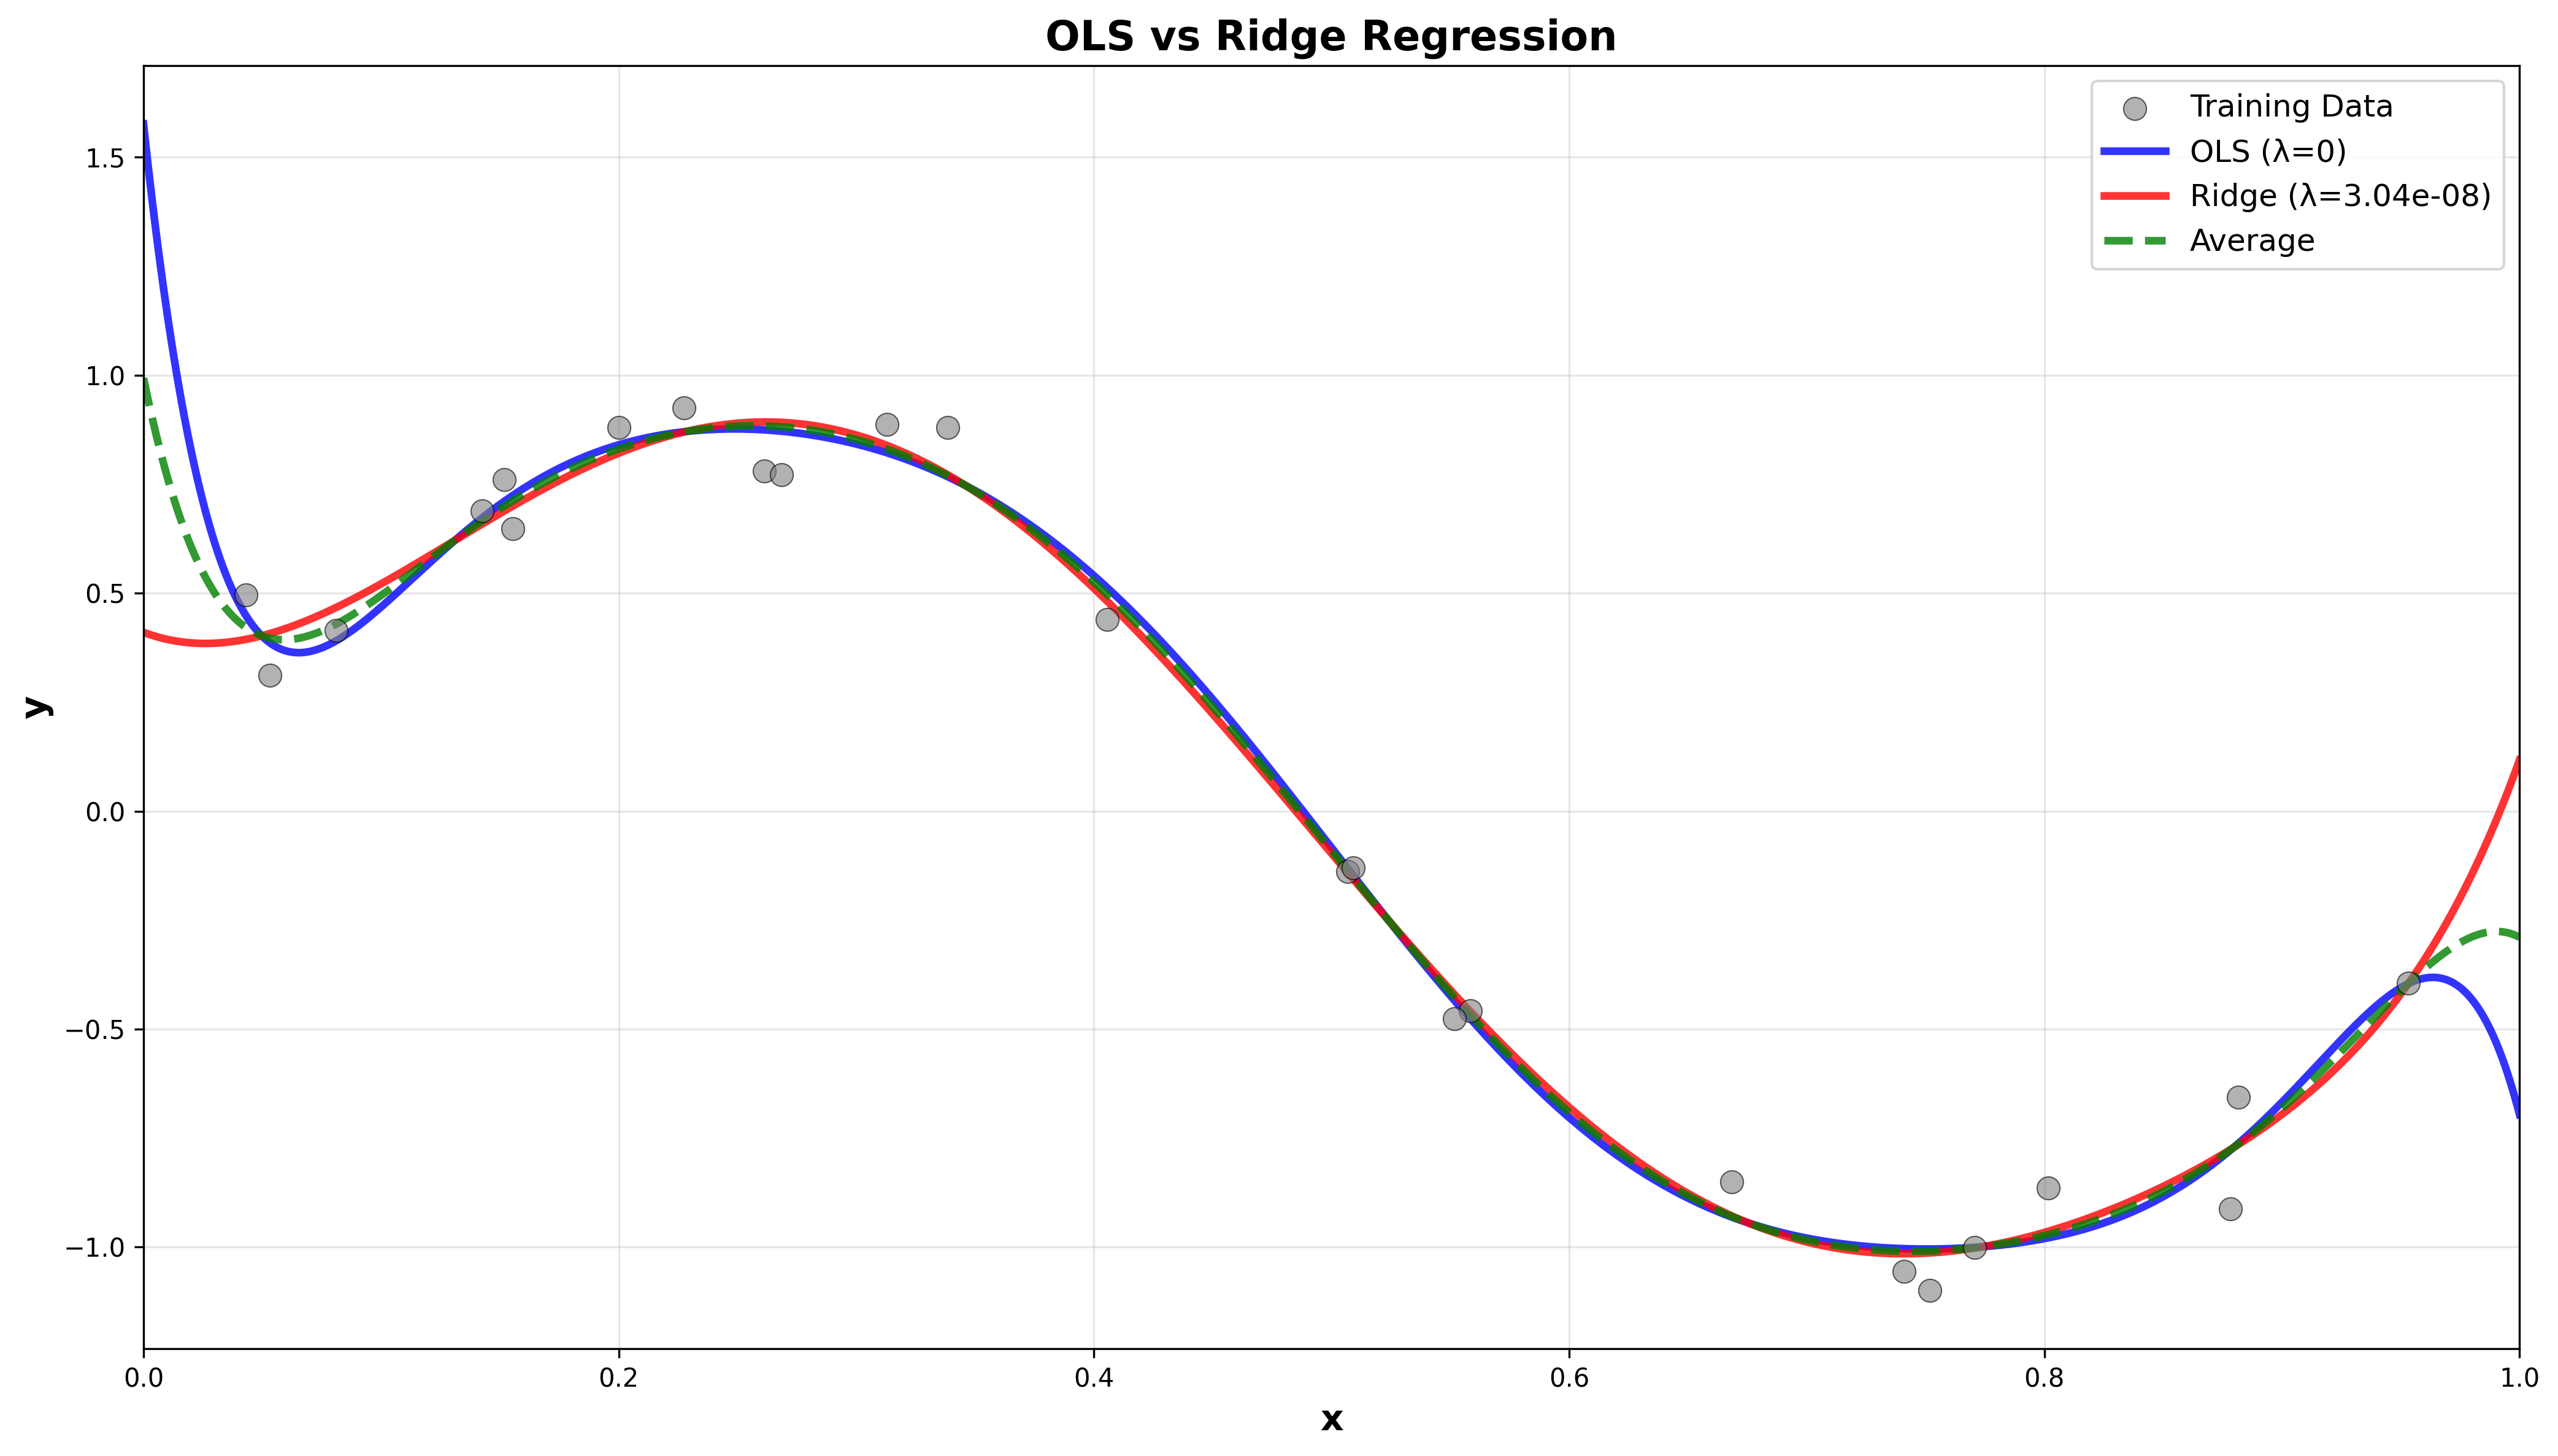 OLS vs Ridge Regression
Training Data
OLS (λ=0)
Ridge (λ=3.04e-08)
Average
1.5
1.0
0.5
0.0
−0.5
−1.0
y
0.0 0.2 0.4 0.6 0.8 1.0
x